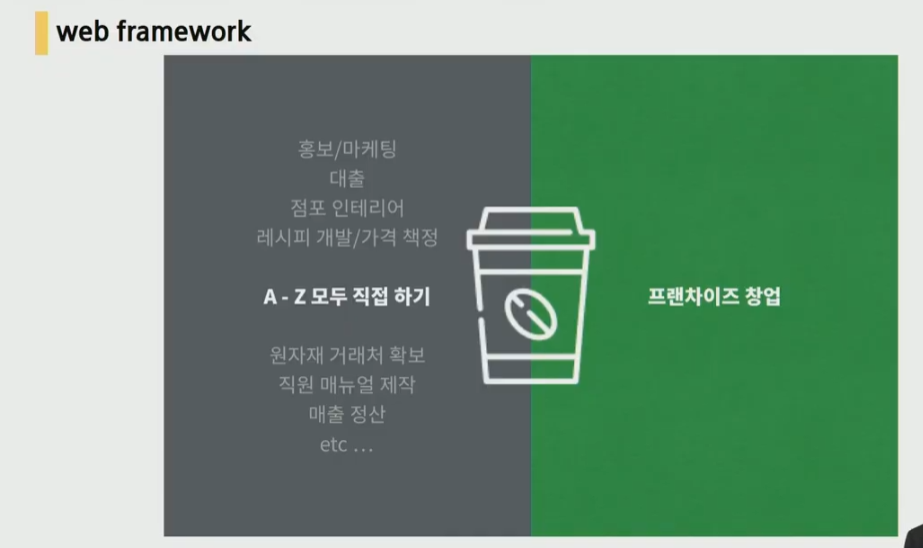 web framework
홍보/마케팅
대출
점포 인테리어
레시피 개발/가격 책정
A - Z 모두 직접 하기
프랜차이즈 창업
원자재 거래처 확보
직원 매뉴얼 제작
매출 정산
etc …